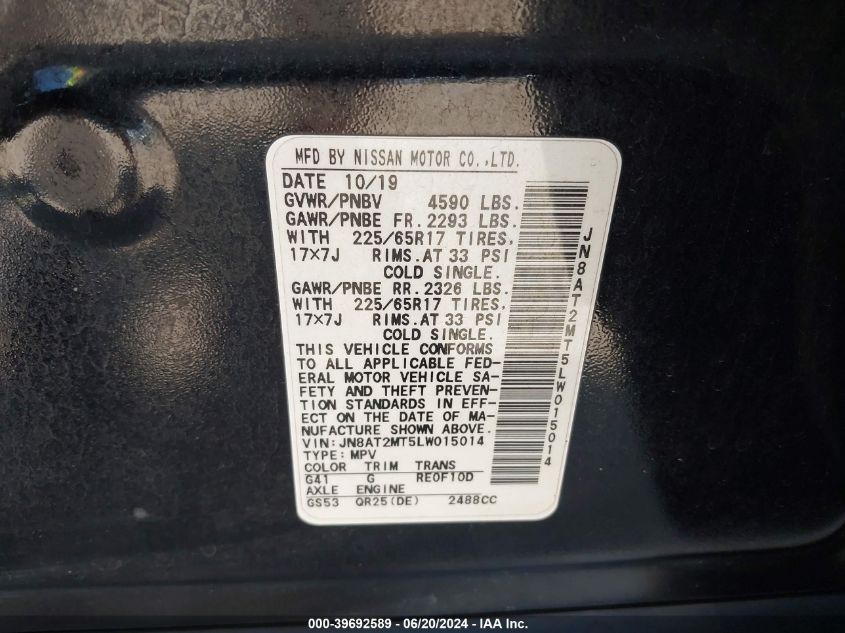 MFD BY NISSAN MOTOR CO.,LTD.
DATE 10/19
GVWR/PNBV 4590 LBS.
GAWR/PNBE FR. 2293 LBS.
WITH 225/65R17 TIRES.
17×7J RIMS.AT 33 PSI
COLD SINGLE.
GAWR/PNBE RR. 2326 LBS.
WITH 225/65R17 TIRES.
17×7J RIMS.AT 33 PSI
COLD SINGLE.
THIS VEHICLE CONFORMS
TO ALL APPLICABLE FED-
ERAL MOTOR VEHICLE SA-
FETY AND THEFT PREVEN-
TION STANDARDS IN EFF-
ECT ON THE DATE OF MA-
NUFACTURE SHOWN ABOVE.
VIN:JN8AT2MT5LW015014
TYPE:MPV
COLOR TRIM TRANS
G41 G RE0F10D
AXLE ENGINE
GS53 QR25(DE) 2488CC
JN8AT2MT5LW015014
000-39692589 - 06/20/2024 - IAA Inc.